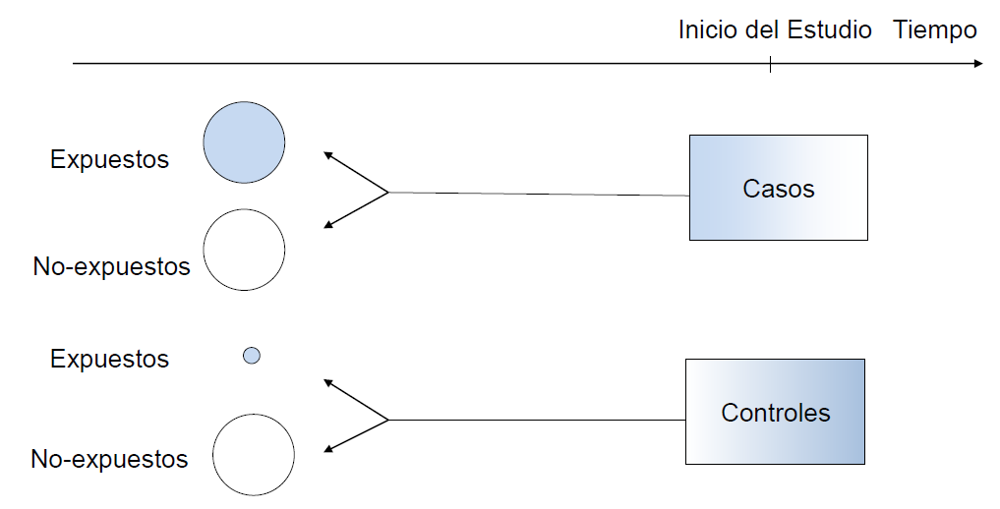 Inicio del Estudio Tiempo
Expuestos
Casos
No-expuestos
Expuestos
Controles
No-expuestos